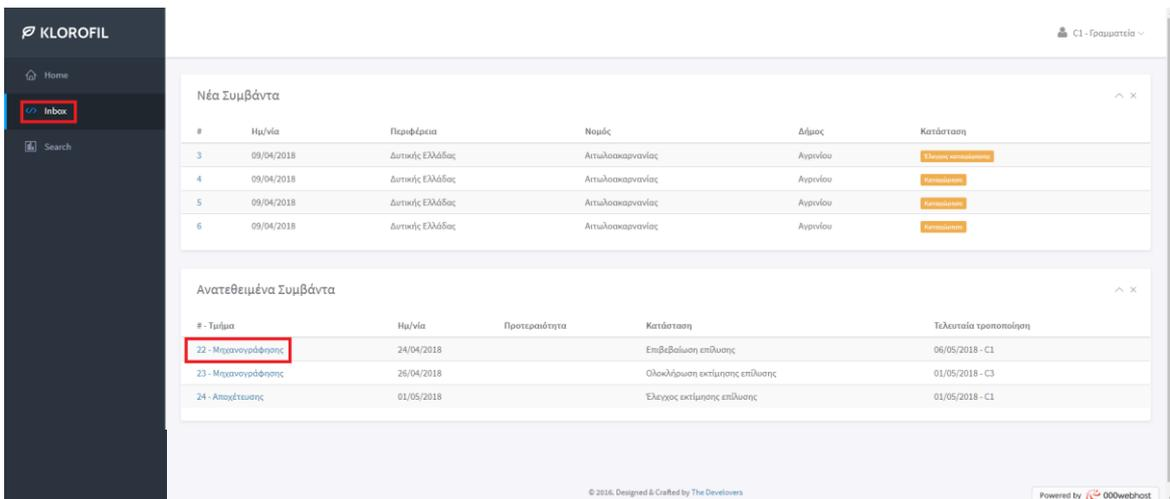 KLOROFIL
C1 - Γραμματεία
Home
Inbox
Search
Νέα Συμβάντα
# Ημ/νία Περιφέρεια Νομός Δήμος Κατάσταση
3 09/04/2018 Δυτικής Ελλάδας Αιτωλοακαρνανίας Αγρινίου Έλεγχος καταχώρησης
4 09/04/2018 Δυτικής Ελλάδας Αιτωλοακαρνανίας Αγρινίου Καταχώρηση
5 09/04/2018 Δυτικής Ελλάδας Αιτωλοακαρνανίας Αγρινίου Καταχώρηση
6 09/04/2018 Δυτικής Ελλάδας Αιτωλοακαρνανίας Αγρινίου Καταχώρηση
Ανατεθειμένα Συμβάντα
# - Τμήμα Ημ/νία Προτεραιότητα Κατάσταση Τελευταία τροποποίηση
22 - Μηχανογράφησης 24/04/2018 Επιβεβαίωση επίλυσης 06/05/2018 - C1
23 - Μηχανογράφησης 26/04/2018 Ολοκλήρωση εκτίμησης επίλυσης 01/05/2018 - C3
24 - Αποχέτευσης 01/05/2018 Έλεγχος εκτίμησης επίλυσης 01/05/2018 - C1
© 2016. Designed & Crafted by The Develovers
Powered by 000webhost